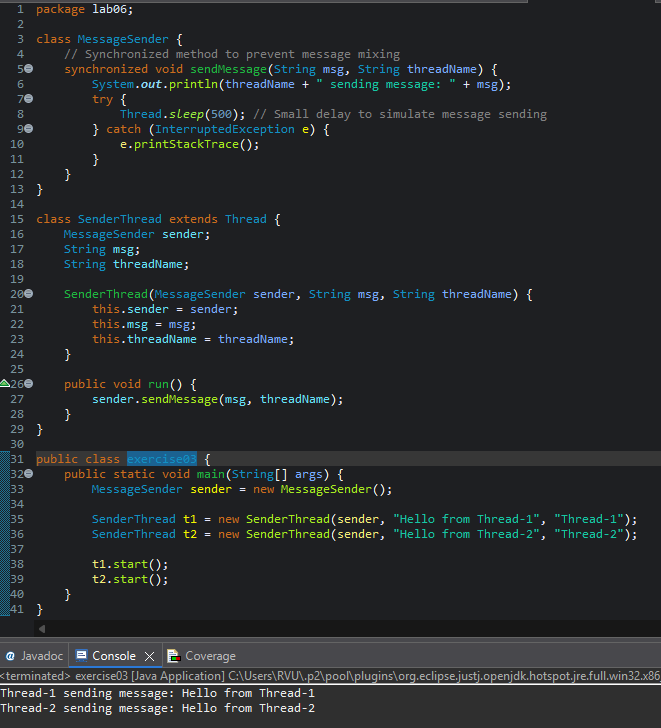 1 package lab06;
2
3 class MessageSender {
4     // Synchronized method to prevent message mixing
5     synchronized void sendMessage(String msg, String threadName) {
6         System.out.println(threadName + " sending message: " + msg);
7         try {
8             Thread.sleep(500); // Small delay to simulate message sending
9         } catch (InterruptedException e) {
10             e.printStackTrace();
11         }
12     }
13 }
14
15 class SenderThread extends Thread {
16     MessageSender sender;
17     String msg;
18     String threadName;
19
20     SenderThread(MessageSender sender, String msg, String threadName) {
21         this.sender = sender;
22         this.msg = msg;
23         this.threadName = threadName;
24     }
25
26     public void run() {
27         sender.sendMessage(msg, threadName);
28     }
29 }
30
31 public class exercise03 {
32     public static void main(String[] args) {
33         MessageSender sender = new MessageSender();
34
35         SenderThread t1 = new SenderThread(sender, "Hello from Thread-1", "Thread-1");
36         SenderThread t2 = new SenderThread(sender, "Hello from Thread-2", "Thread-2");
37
38         t1.start();
39         t2.start();
40     }
41 }
@ Javadoc Console Coverage
<terminated> exercise03 [Java Application] C:\Users\RVU\.p2\pool\plugins\org.eclipse.justj.openjdk.hotspot.jre.full.win32.x86
Thread-1 sending message: Hello from Thread-1
Thread-2 sending message: Hello from Thread-2